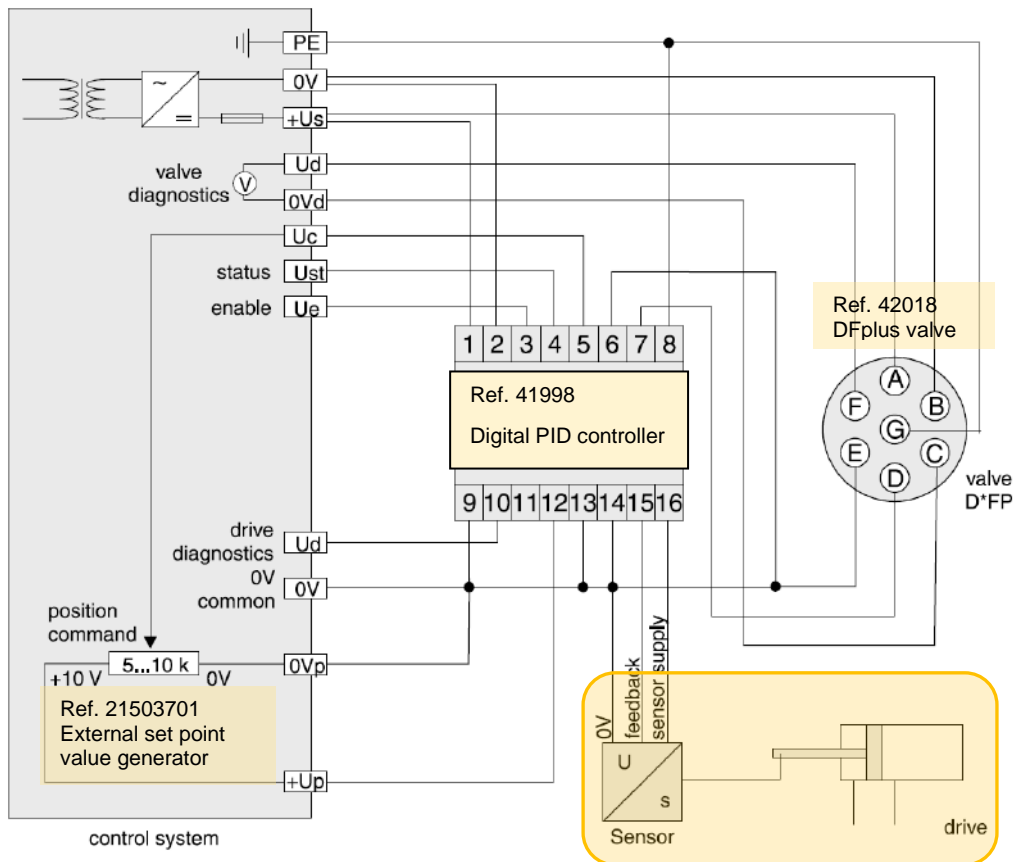 PE
0V
+Us
~
=
valve
diagnostics
V
Ud
0Vd
Uc
status
Ust
enable
Ue
1 2 3 4 5 6 7 8
Ref. 41998
Digital PID controller
9 10 11 12 13 14 15 16
Ref. 42018
DFplus valve
A
F
B
G
E
C
D
valve
D*FP
drive
diagnostics
Ud
0V
common
0V
position
command
5...10 k
+10 V
0V
0Vp
Ref. 21503701
External set point
value generator
+Up
control system
0V
feedback
sensor supply
U
s
Sensor
drive